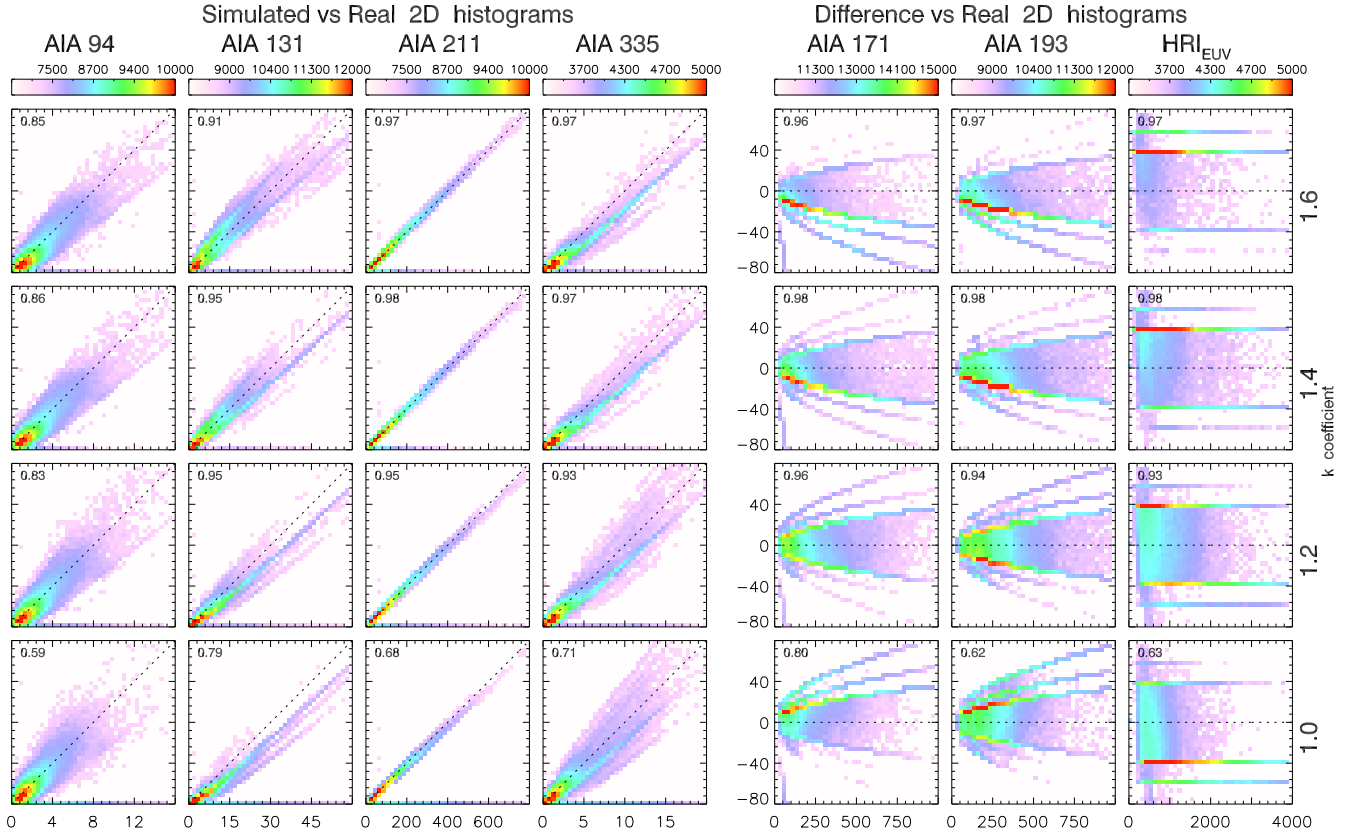 Simulated vs Real 2D histograms Difference vs Real 2D histograms
AIA 94 AIA 131 AIA 211 AIA 335 AIA 171 AIA 193 HRI_EUV
7500 8700 9400 10000 9000 10400 11300 12000 7500 8700 9400 10000 3700 4300 4700 5000 11300 13000 14100 15000 9000 10400 11300 12000 3700 4300 4700 5000
0.85 0.91 0.97 0.97 0.96 0.97 0.97
40
0
−40
−80
1.6
0.86 0.95 0.98 0.97 0.98 0.98 0.98
40
0
−40
−80
1.4
k coefficient
0.83 0.95 0.95 0.93 0.96 0.94 0.93
40
0
−40
−80
1.2
0.59 0.79 0.68 0.71 0.80 0.62 0.63
40
0
−40
−80
1.0
0 4 8 12 0 15 30 45 0 200 400 600 0 5 10 15 0 250 500 750 0 250 500 750 0 2000 4000